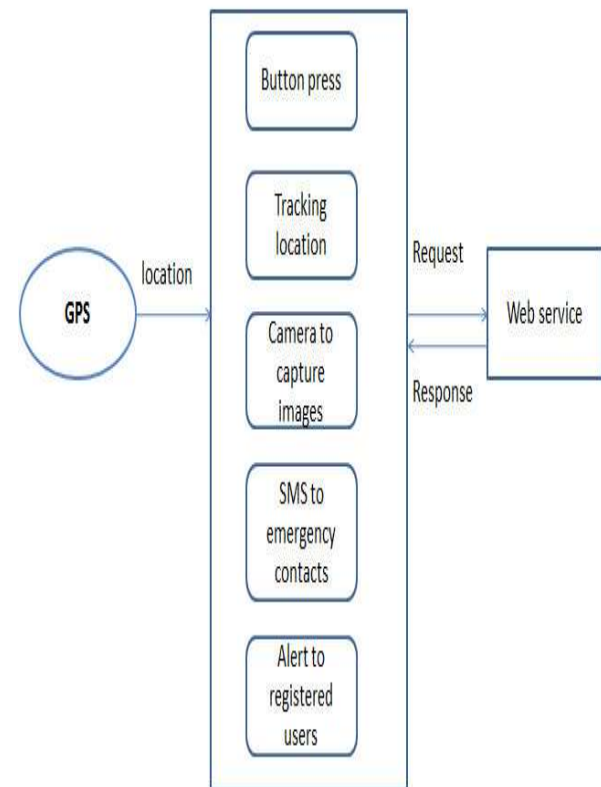 Button press
Tracking
location
location
GPS
Camera to
capture
images
Request
Web service
Response
SMS to
emergency
contacts
Alert to
registered
users